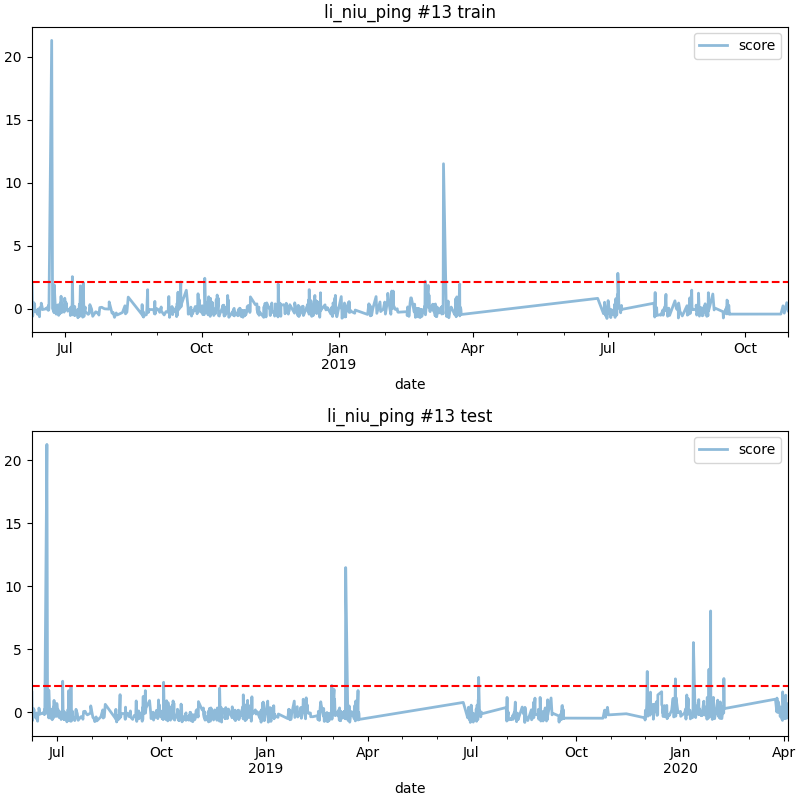 li_niu_ping #13 train
score
20
15
10
5
0
Jul
Oct
Jan
2019
Apr
Jul
Oct
date
li_niu_ping #13 test
score
20
15
10
5
0
Jul
Oct
Jan
2019
Apr
Jul
Oct
Jan
2020
Apr
date